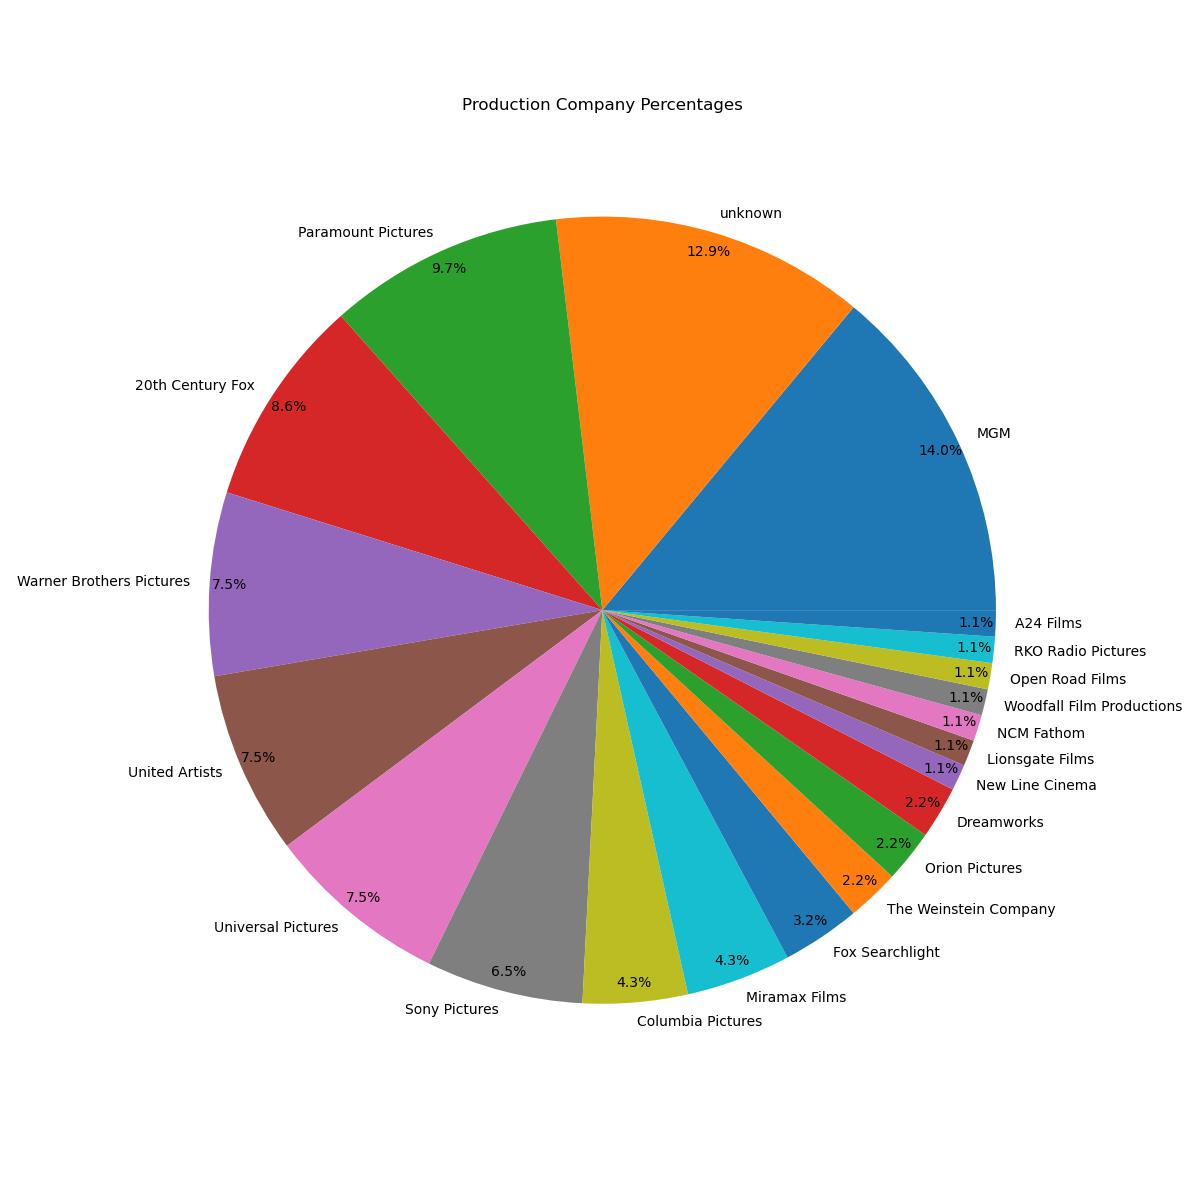 Production Company Percentages
unknown
12.9%
Paramount Pictures
9.7%
20th Century Fox
8.6%
MGM
14.0%
Warner Brothers Pictures
7.5%
United Artists
7.5%
Universal Pictures
7.5%
Sony Pictures
6.5%
Columbia Pictures
4.3%
Miramax Films
4.3%
Fox Searchlight
3.2%
The Weinstein Company
2.2%
Orion Pictures
2.2%
Dreamworks
2.2%
New Line Cinema
1.1%
Lionsgate Films
1.1%
NCM Fathom
1.1%
Woodfall Film Productions
1.1%
Open Road Films
1.1%
RKO Radio Pictures
1.1%
A24 Films
1.1%